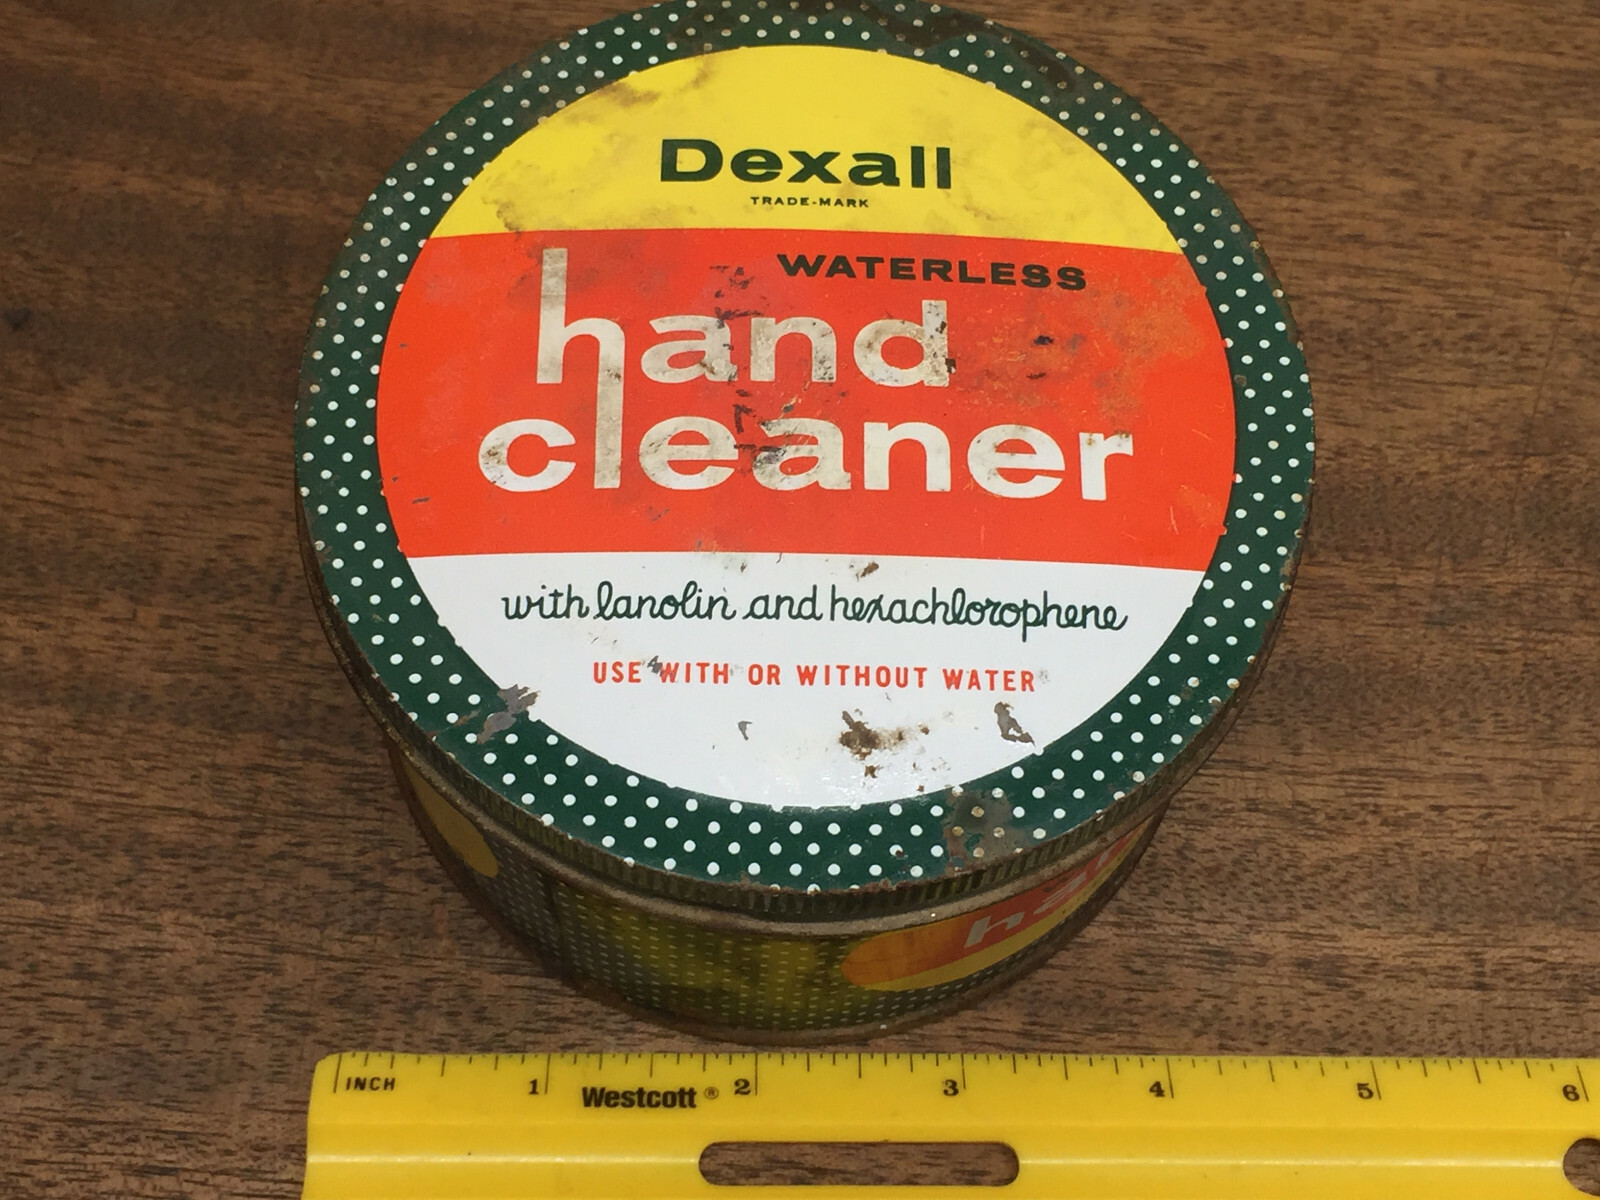 Dexall
TRADE-MARK
WATERLESS
hand
cleaner
with lanolin and hexachlorophene
USE WITH OR WITHOUT WATER
INCH 1 2 3 4 5 6
Westcott®